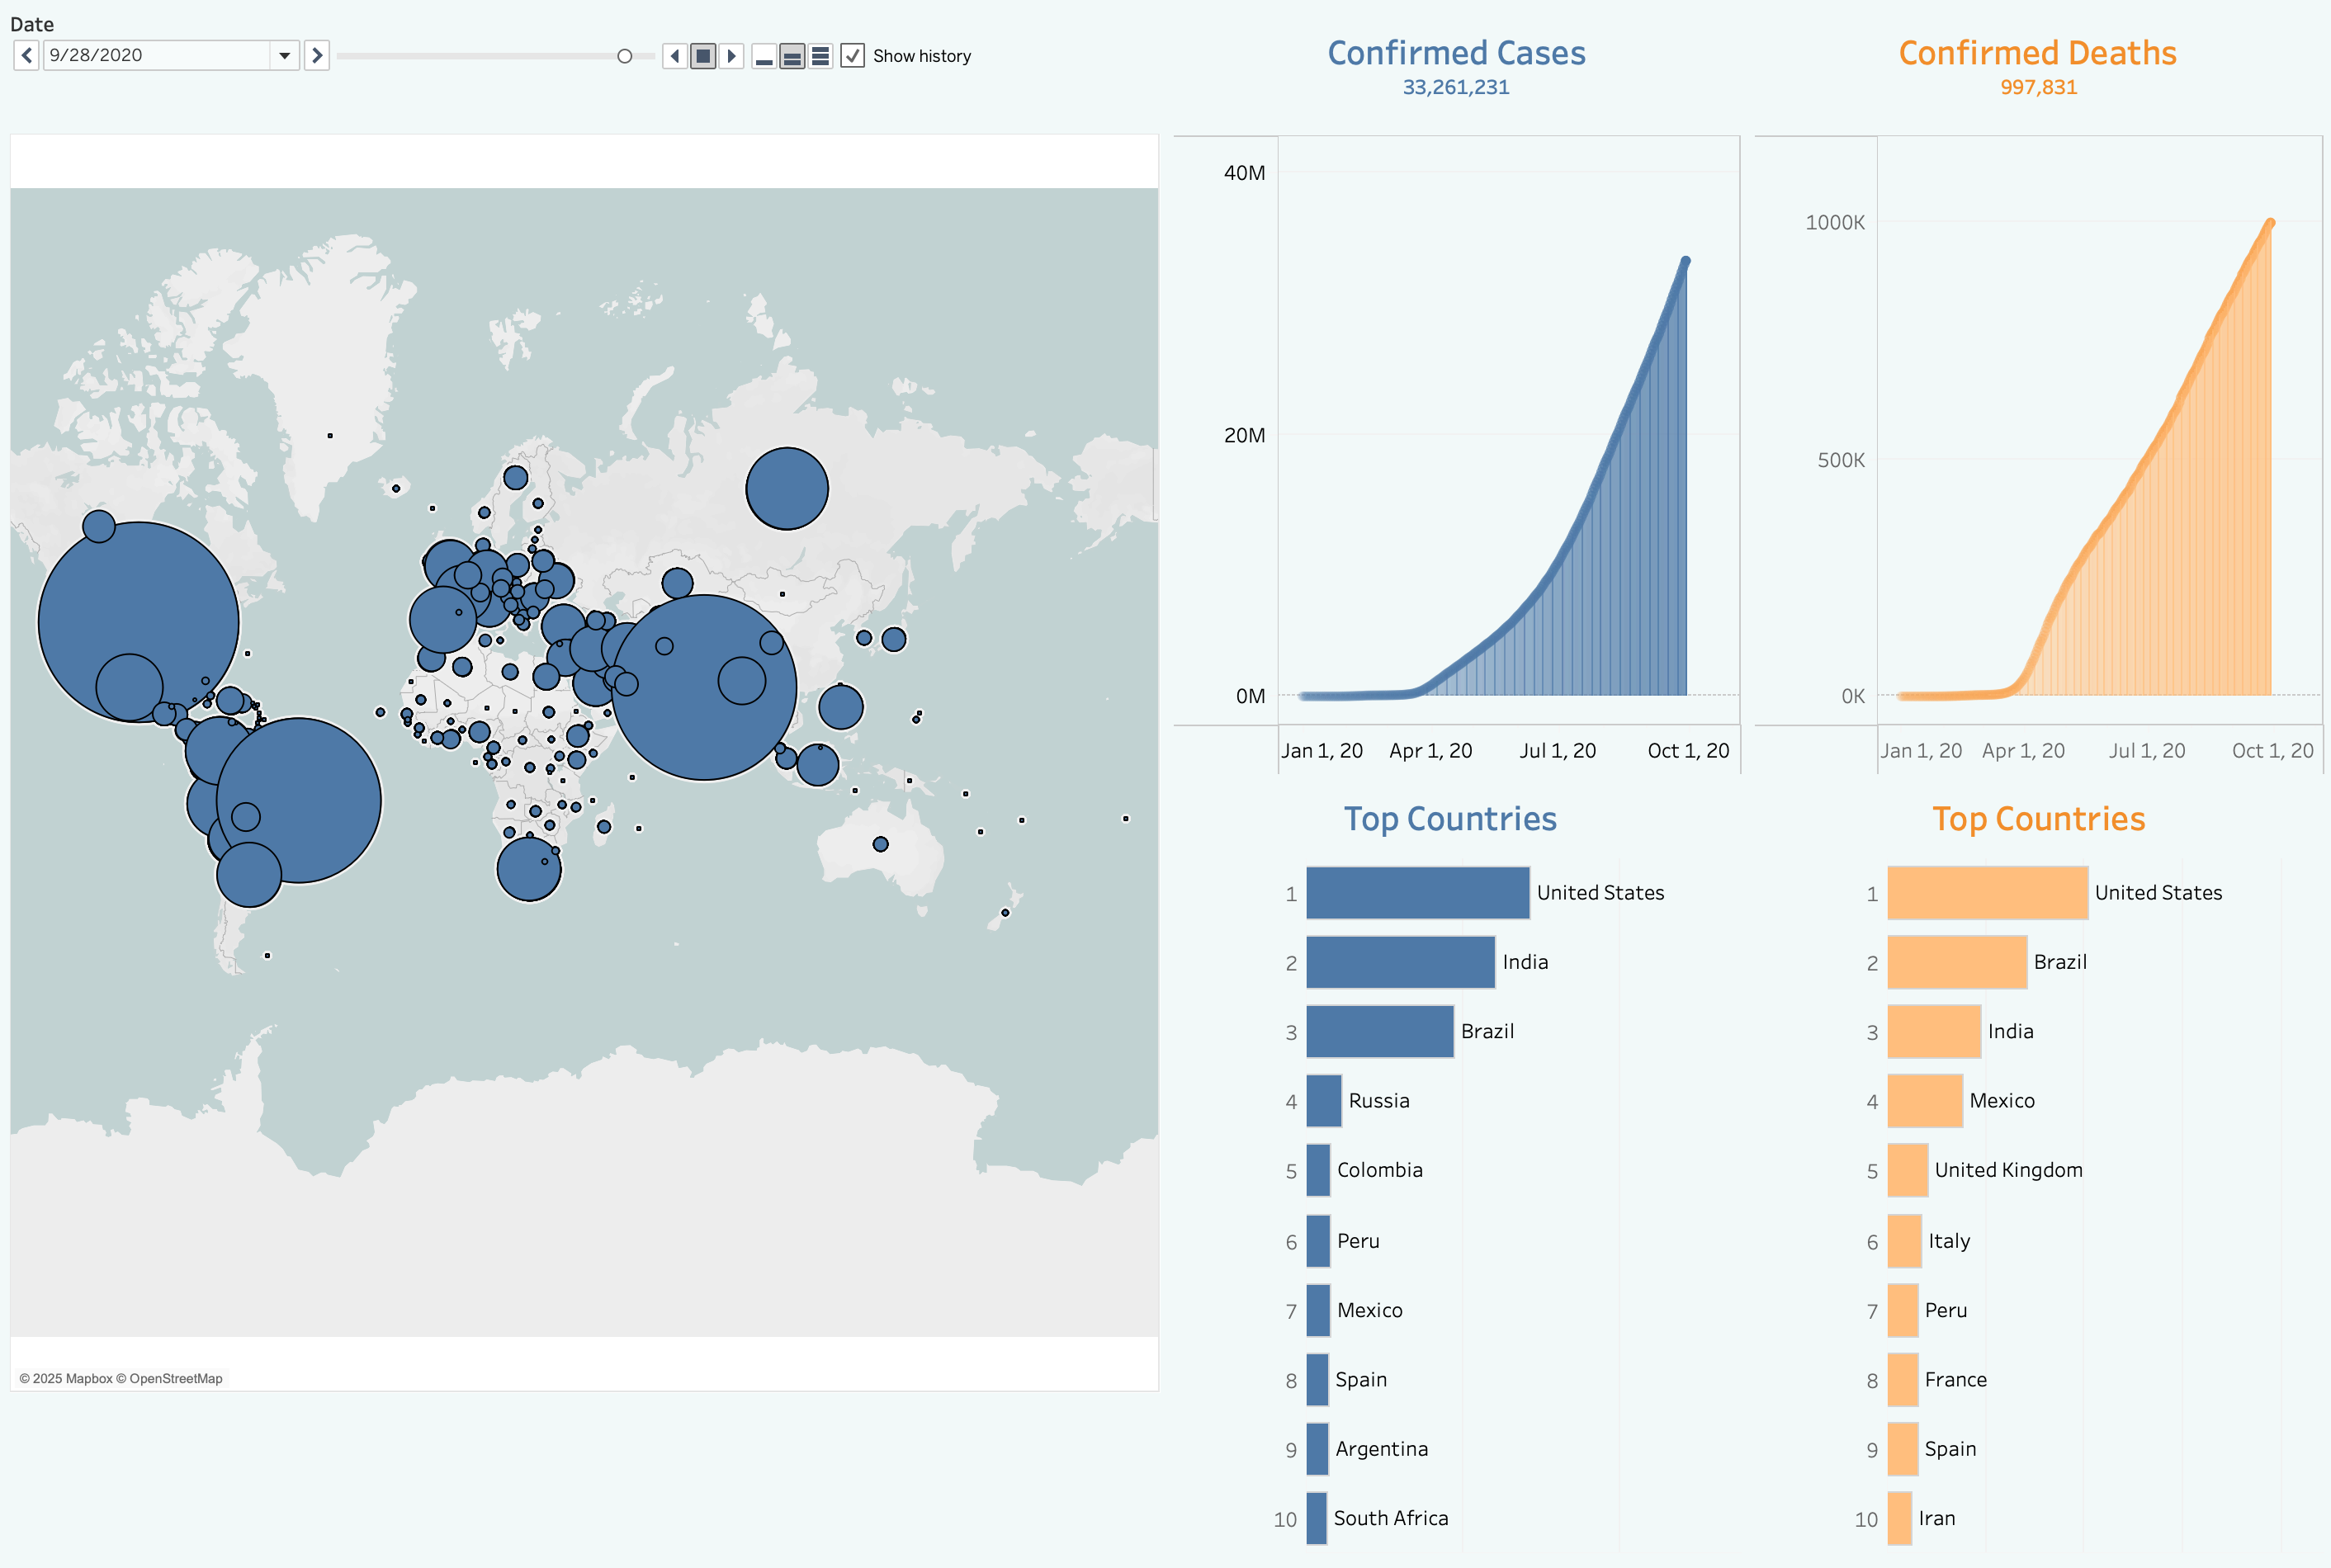 Date
9/28/2020
Show history
© 2025 Mapbox © OpenStreetMap
Confirmed Cases
33,261,231
40M
20M
0M
Jan 1, 20 Apr 1, 20 Jul 1, 20 Oct 1, 20
Confirmed Deaths
997,831
1000K
500K
0K
Jan 1, 20 Apr 1, 20 Jul 1, 20 Oct 1, 20
Top Countries
1 United States
2 India
3 Brazil
4 Russia
5 Colombia
6 Peru
7 Mexico
8 Spain
9 Argentina
10 South Africa
Top Countries
1 United States
2 Brazil
3 India
4 Mexico
5 United Kingdom
6 Italy
7 Peru
8 France
9 Spain
10 Iran